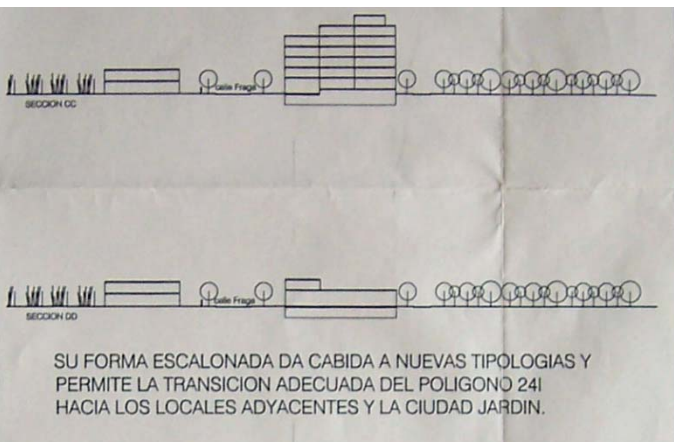 calle Fraga
SECCION CC
calle Fraga
SECCION DD
SU FORMA ESCALONADA DA CABIDA A NUEVAS TIPOLOGIAS Y
PERMITE LA TRANSICION ADECUADA DEL POLIGONO 24I
HACIA LOS LOCALES ADYACENTES Y LA CIUDAD JARDIN.